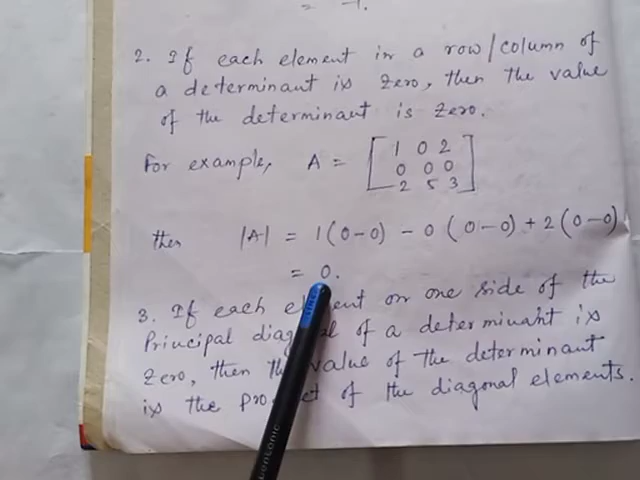 = -1.
2. If each element in a row/column of
a determinant is zero, then the value
of the determinant is zero.
For example, A = [ 1 0 2
0 0 0
2 5 3 ]
then |A| = 1(0-0) - 0 (0-0) + 2 (0-0)
= 0.
3. If each element on one side of the
Principal diagonal of a determinant is
zero, then the value of the determinant
is the product of the diagonal elements.
entonic